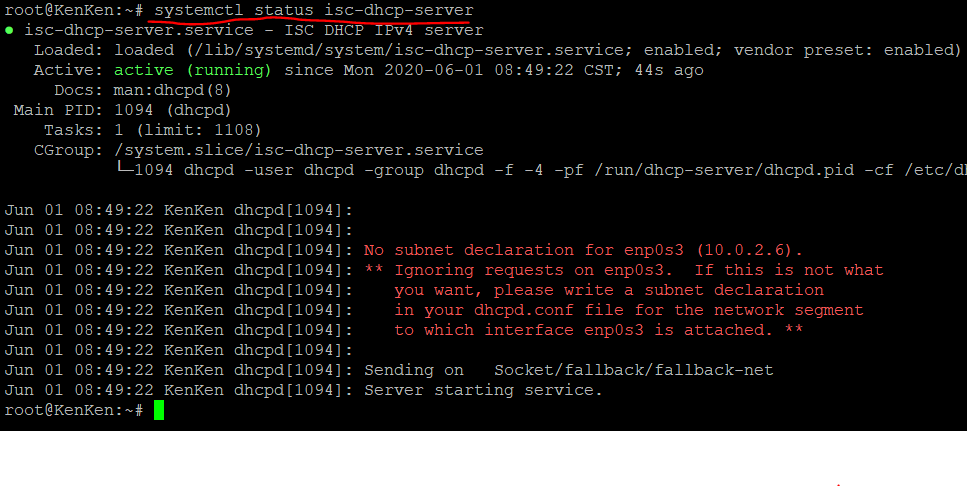 root@KenKen:~# systemctl status isc-dhcp-server
● isc-dhcp-server.service - ISC DHCP IPv4 server
   Loaded: loaded (/lib/systemd/system/isc-dhcp-server.service; enabled; vendor preset: enabled)
   Active: active (running) since Mon 2020-06-01 08:49:22 CST; 44s ago
     Docs: man:dhcpd(8)
 Main PID: 1094 (dhcpd)
    Tasks: 1 (limit: 1108)
   CGroup: /system.slice/isc-dhcp-server.service
           └─1094 dhcpd -user dhcpd -group dhcpd -f -4 -pf /run/dhcp-server/dhcpd.pid -cf /etc/dh
Jun 01 08:49:22 KenKen dhcpd[1094]:
Jun 01 08:49:22 KenKen dhcpd[1094]:
Jun 01 08:49:22 KenKen dhcpd[1094]: No subnet declaration for enp0s3 (10.0.2.6).
Jun 01 08:49:22 KenKen dhcpd[1094]: ** Ignoring requests on enp0s3.  If this is not what
Jun 01 08:49:22 KenKen dhcpd[1094]:    you want, please write a subnet declaration
Jun 01 08:49:22 KenKen dhcpd[1094]:    in your dhcpd.conf file for the network segment
Jun 01 08:49:22 KenKen dhcpd[1094]:    to which interface enp0s3 is attached. **
Jun 01 08:49:22 KenKen dhcpd[1094]:
Jun 01 08:49:22 KenKen dhcpd[1094]: Sending on   Socket/fallback/fallback-net
Jun 01 08:49:22 KenKen dhcpd[1094]: Server starting service.
root@KenKen:~#